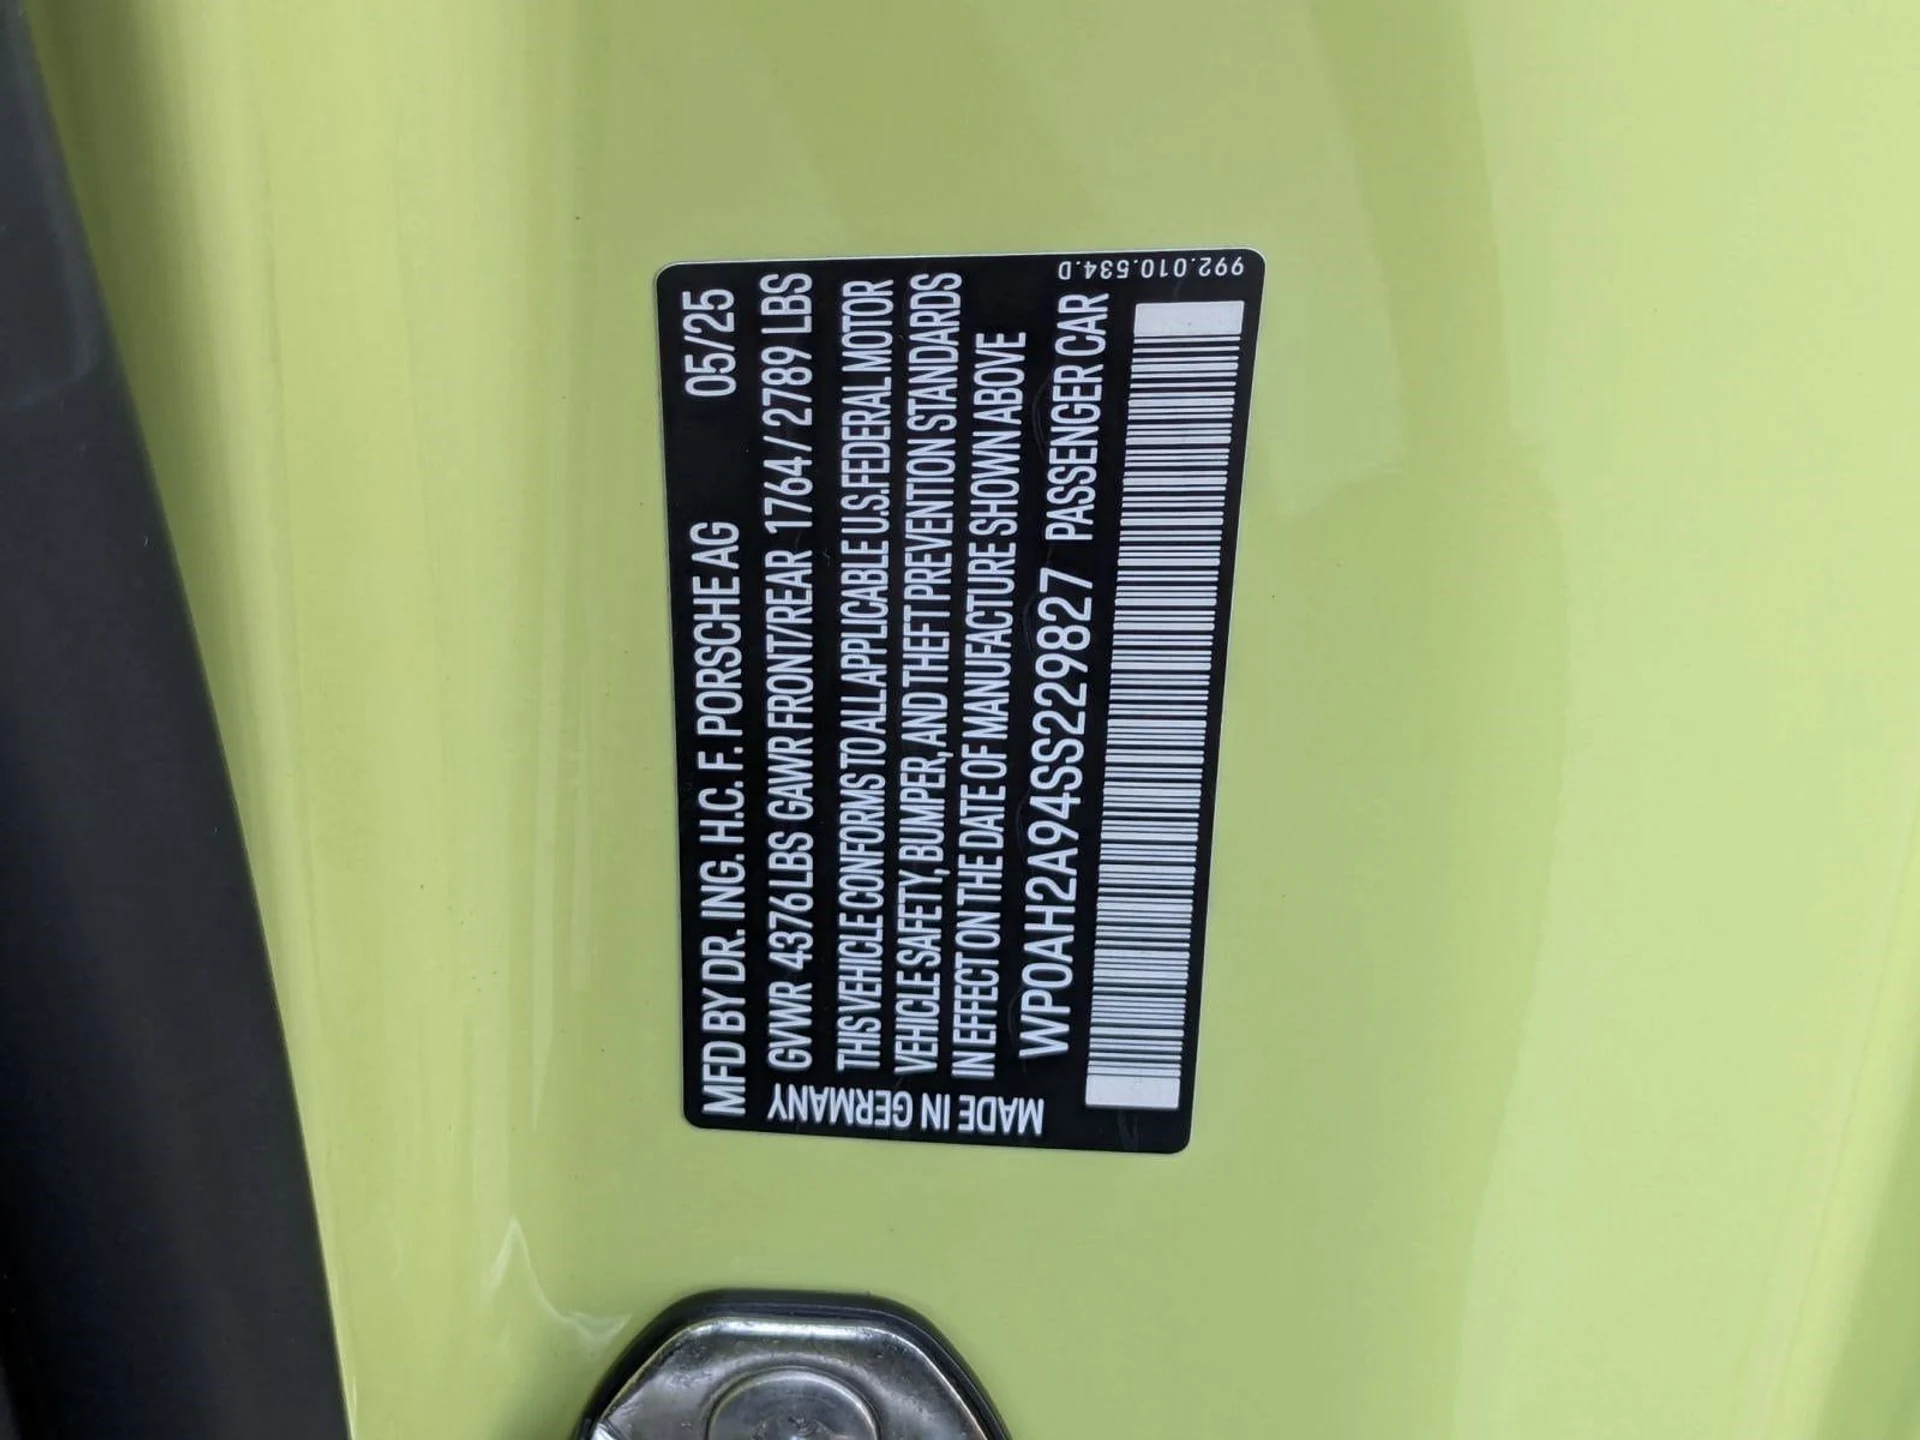 MFD BY DR. ING. H.C. F. PORSCHE AG 05/25
GVWR 4376 LBS GAWR FRONT/REAR 1764 / 2789 LBS
THIS VEHICLE CONFORMS TO ALL APPLICABLE U.S. FEDERAL MOTOR
VEHICLE SAFETY, BUMPER, AND THEFT PREVENTION STANDARDS
IN EFFECT ON THE DATE OF MANUFACTURE SHOWN ABOVE
WP0AH2A94SS229827 PASSENGER CAR
MADE IN GERMANY
992.010.534.D